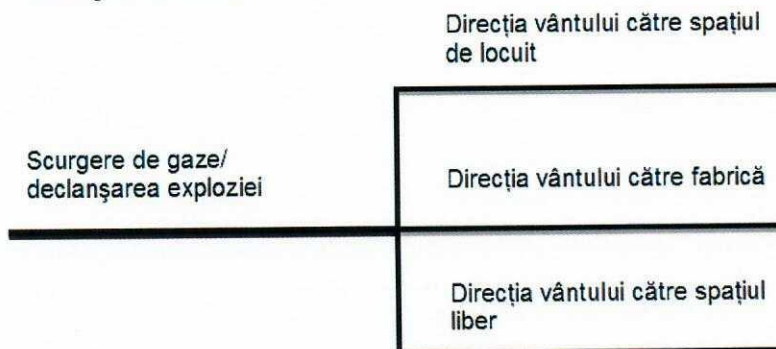 Direcția vântului către spațiul
de locuit
Scurgere de gaze/
declanşarea exploziei
Direcția vântului către fabrică
Direcția vântului către spațiul
liber